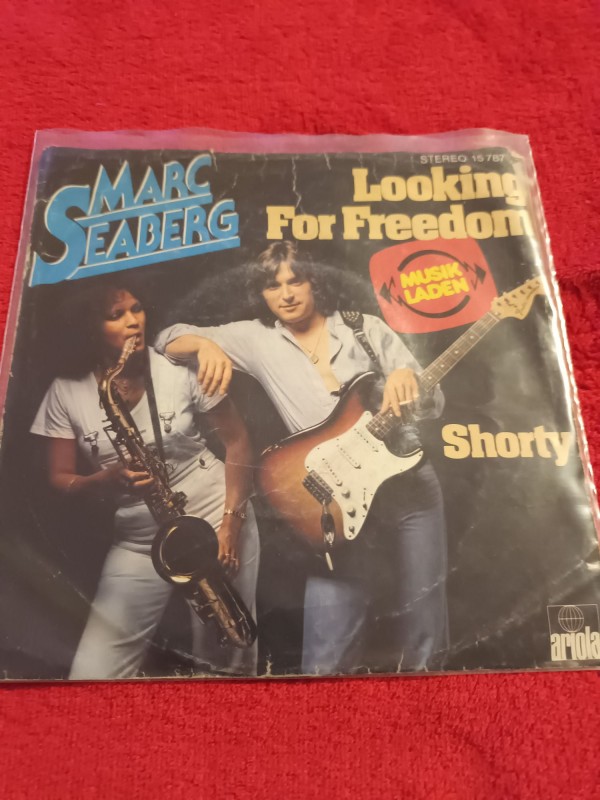 MARC
SEABERG
STEREO 15 787
Looking
For Freedom
MUSIK
LADEN
Shorty
ariola